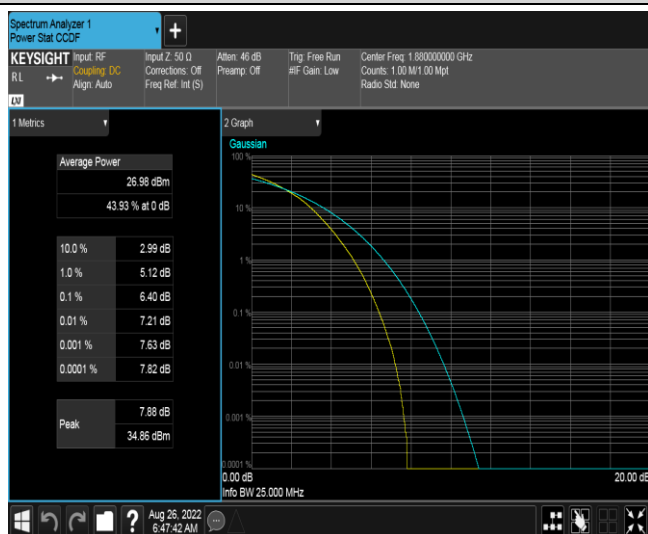 Spectrum Analyzer 1
Power Stat CCDF
KEYSIGHT
RL
LXI
Input: RF
Coupling: DC
Align: Auto
Input Z: 50 Ω
Corrections: Off
Freq Ref: Int (S)
Atten: 46 dB
Preamp: Off
Trig: Free Run
#IF Gain: Low
Center Freq: 1.880000000 GHz
Counts: 1.00 M/1.00 Mpt
Radio Std: None
1 Metrics
Average Power
26.98 dBm
43.93 % at 0 dB
10.0 % 2.99 dB
1.0 % 5.12 dB
0.1 % 6.40 dB
0.01 % 7.21 dB
0.001 % 7.63 dB
0.0001 % 7.82 dB
Peak
7.88 dB
34.86 dBm
2 Graph
Gaussian
100 %
10 %
1 %
0.1 %
0.01 %
0.001 %
0.0001 %
0.00 dB
20.00 dB
Info BW 25.000 MHz
?
Aug 26, 2022
6:47:42 AM